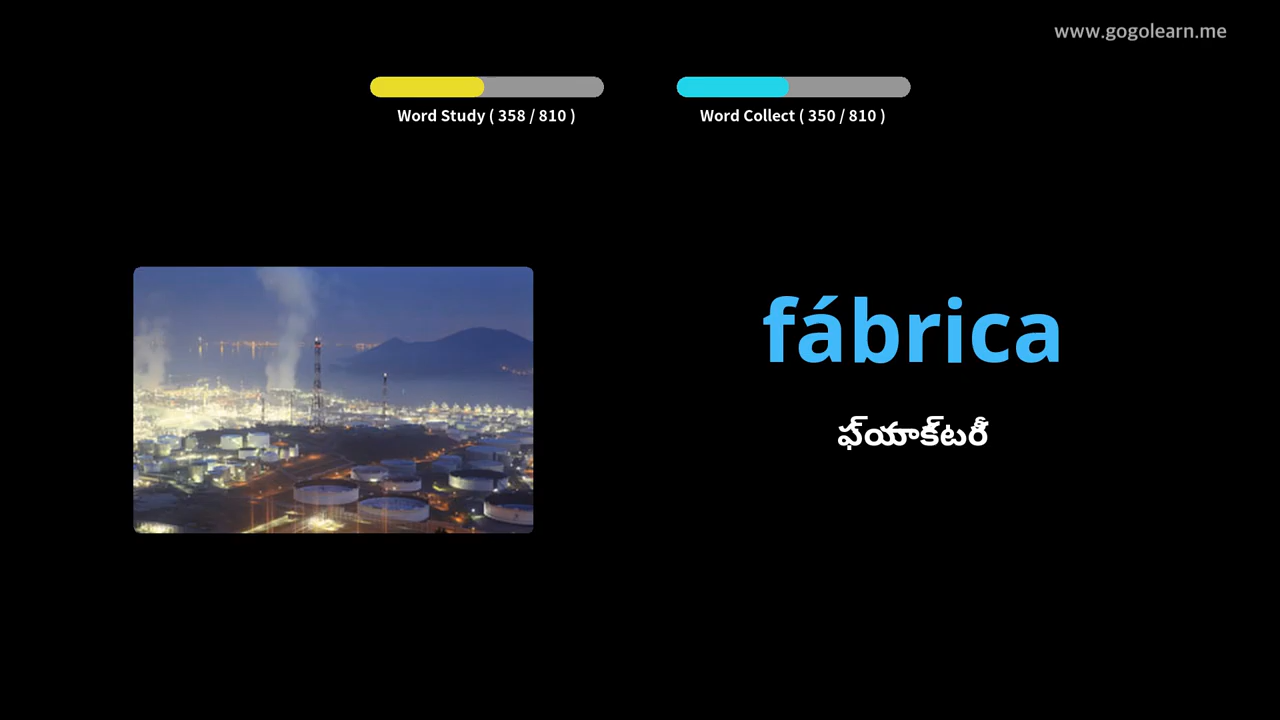 www.gogolearn.me
Word Study ( 358 / 810 )
Word Collect ( 350 / 810 )
fábrica
ఫ్‌యాక్‌టరీ